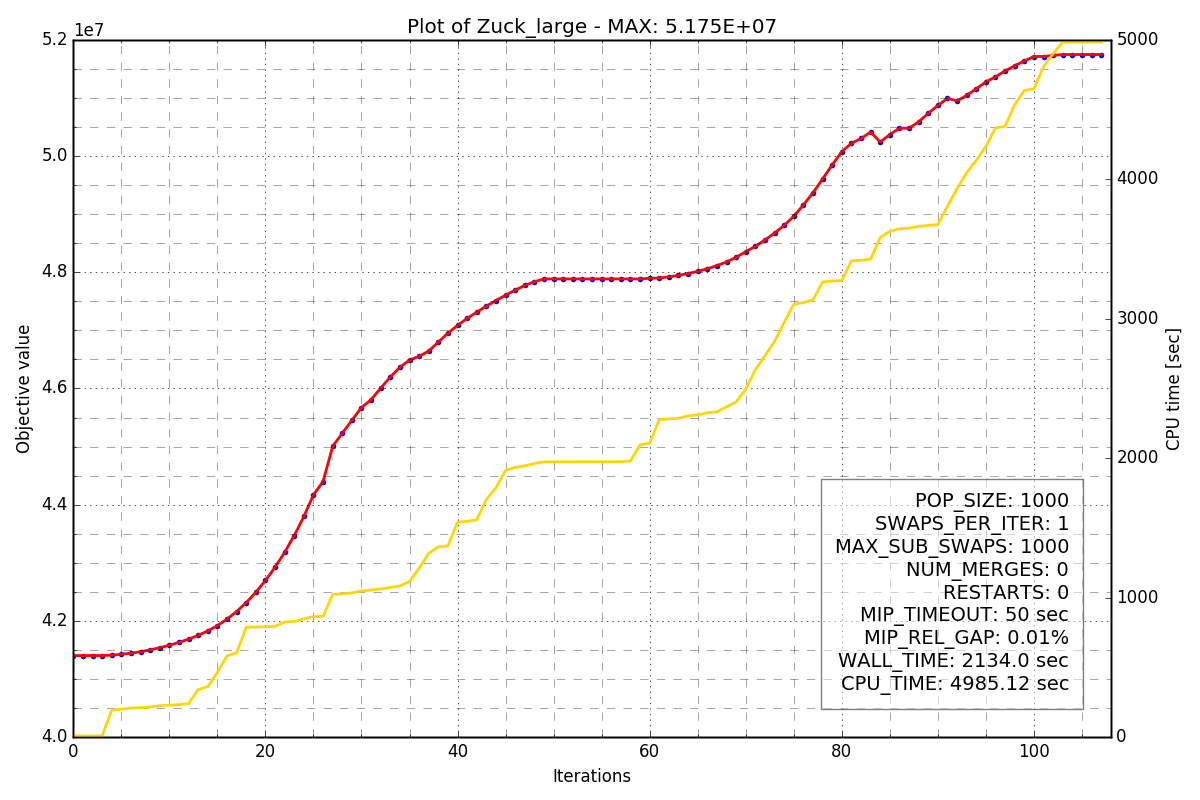 Plot of Zuck_large - MAX: 5.175E+07
1e7
5.2
5.0
4.8
4.6
4.4
4.2
4.0
Objective value
5000
4000
3000
2000
1000
0
CPU time [sec]
POP_SIZE: 1000
SWAPS_PER_ITER: 1
MAX_SUB_SWAPS: 1000
NUM_MERGES: 0
RESTARTS: 0
MIP_TIMEOUT: 50 sec
MIP_REL_GAP: 0.01%
WALL_TIME: 2134.0 sec
CPU_TIME: 4985.12 sec
0 20 40 60 80 100
Iterations